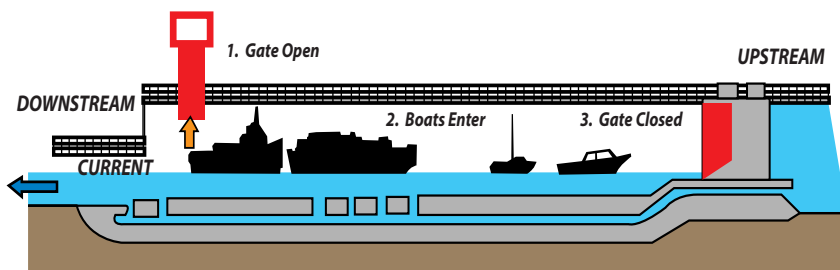 1. Gate Open
UPSTREAM
DOWNSTREAM
2. Boats Enter
3. Gate Closed
CURRENT